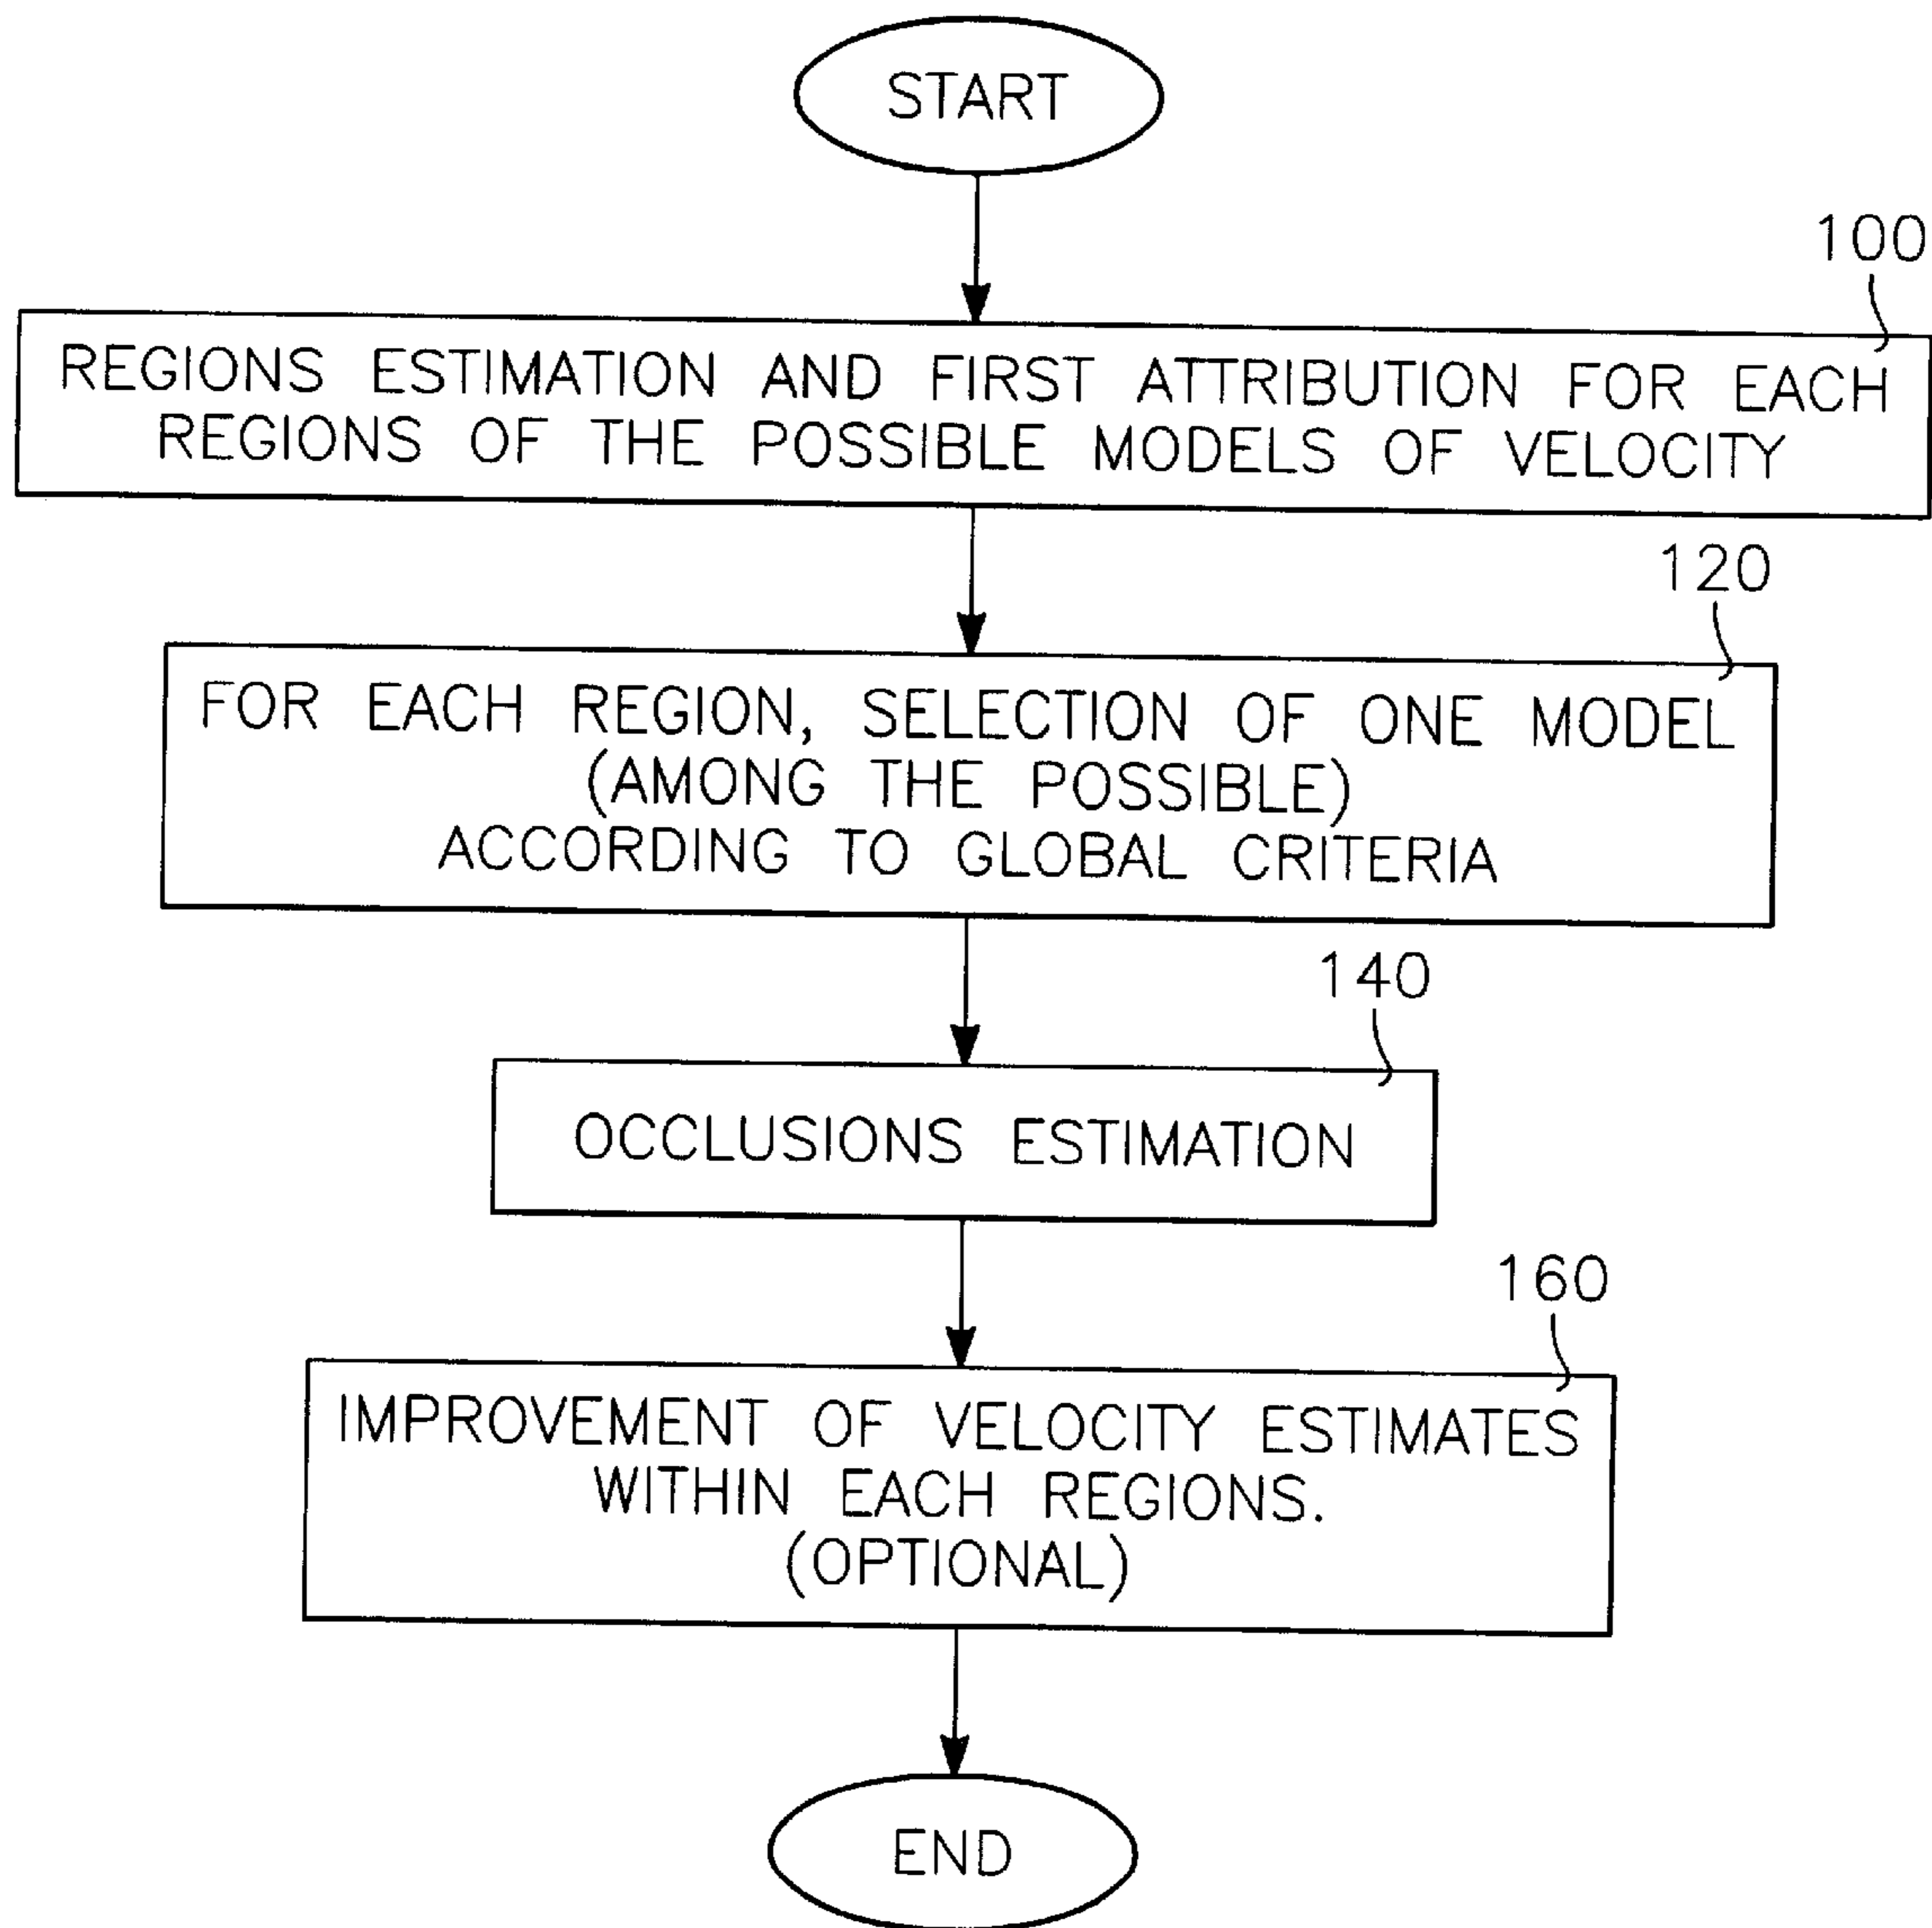 START
100
REGIONS ESTIMATION AND FIRST ATTRIBUTION FOR EACH
REGIONS OF THE POSSIBLE MODELS OF VELOCITY
120
FOR EACH REGION, SELECTION OF ONE MODEL
(AMONG THE POSSIBLE)
ACCORDING TO GLOBAL CRITERIA
140
OCCLUSIONS ESTIMATION
160
IMPROVEMENT OF VELOCITY ESTIMATES
WITHIN EACH REGIONS.
(OPTIONAL)
END